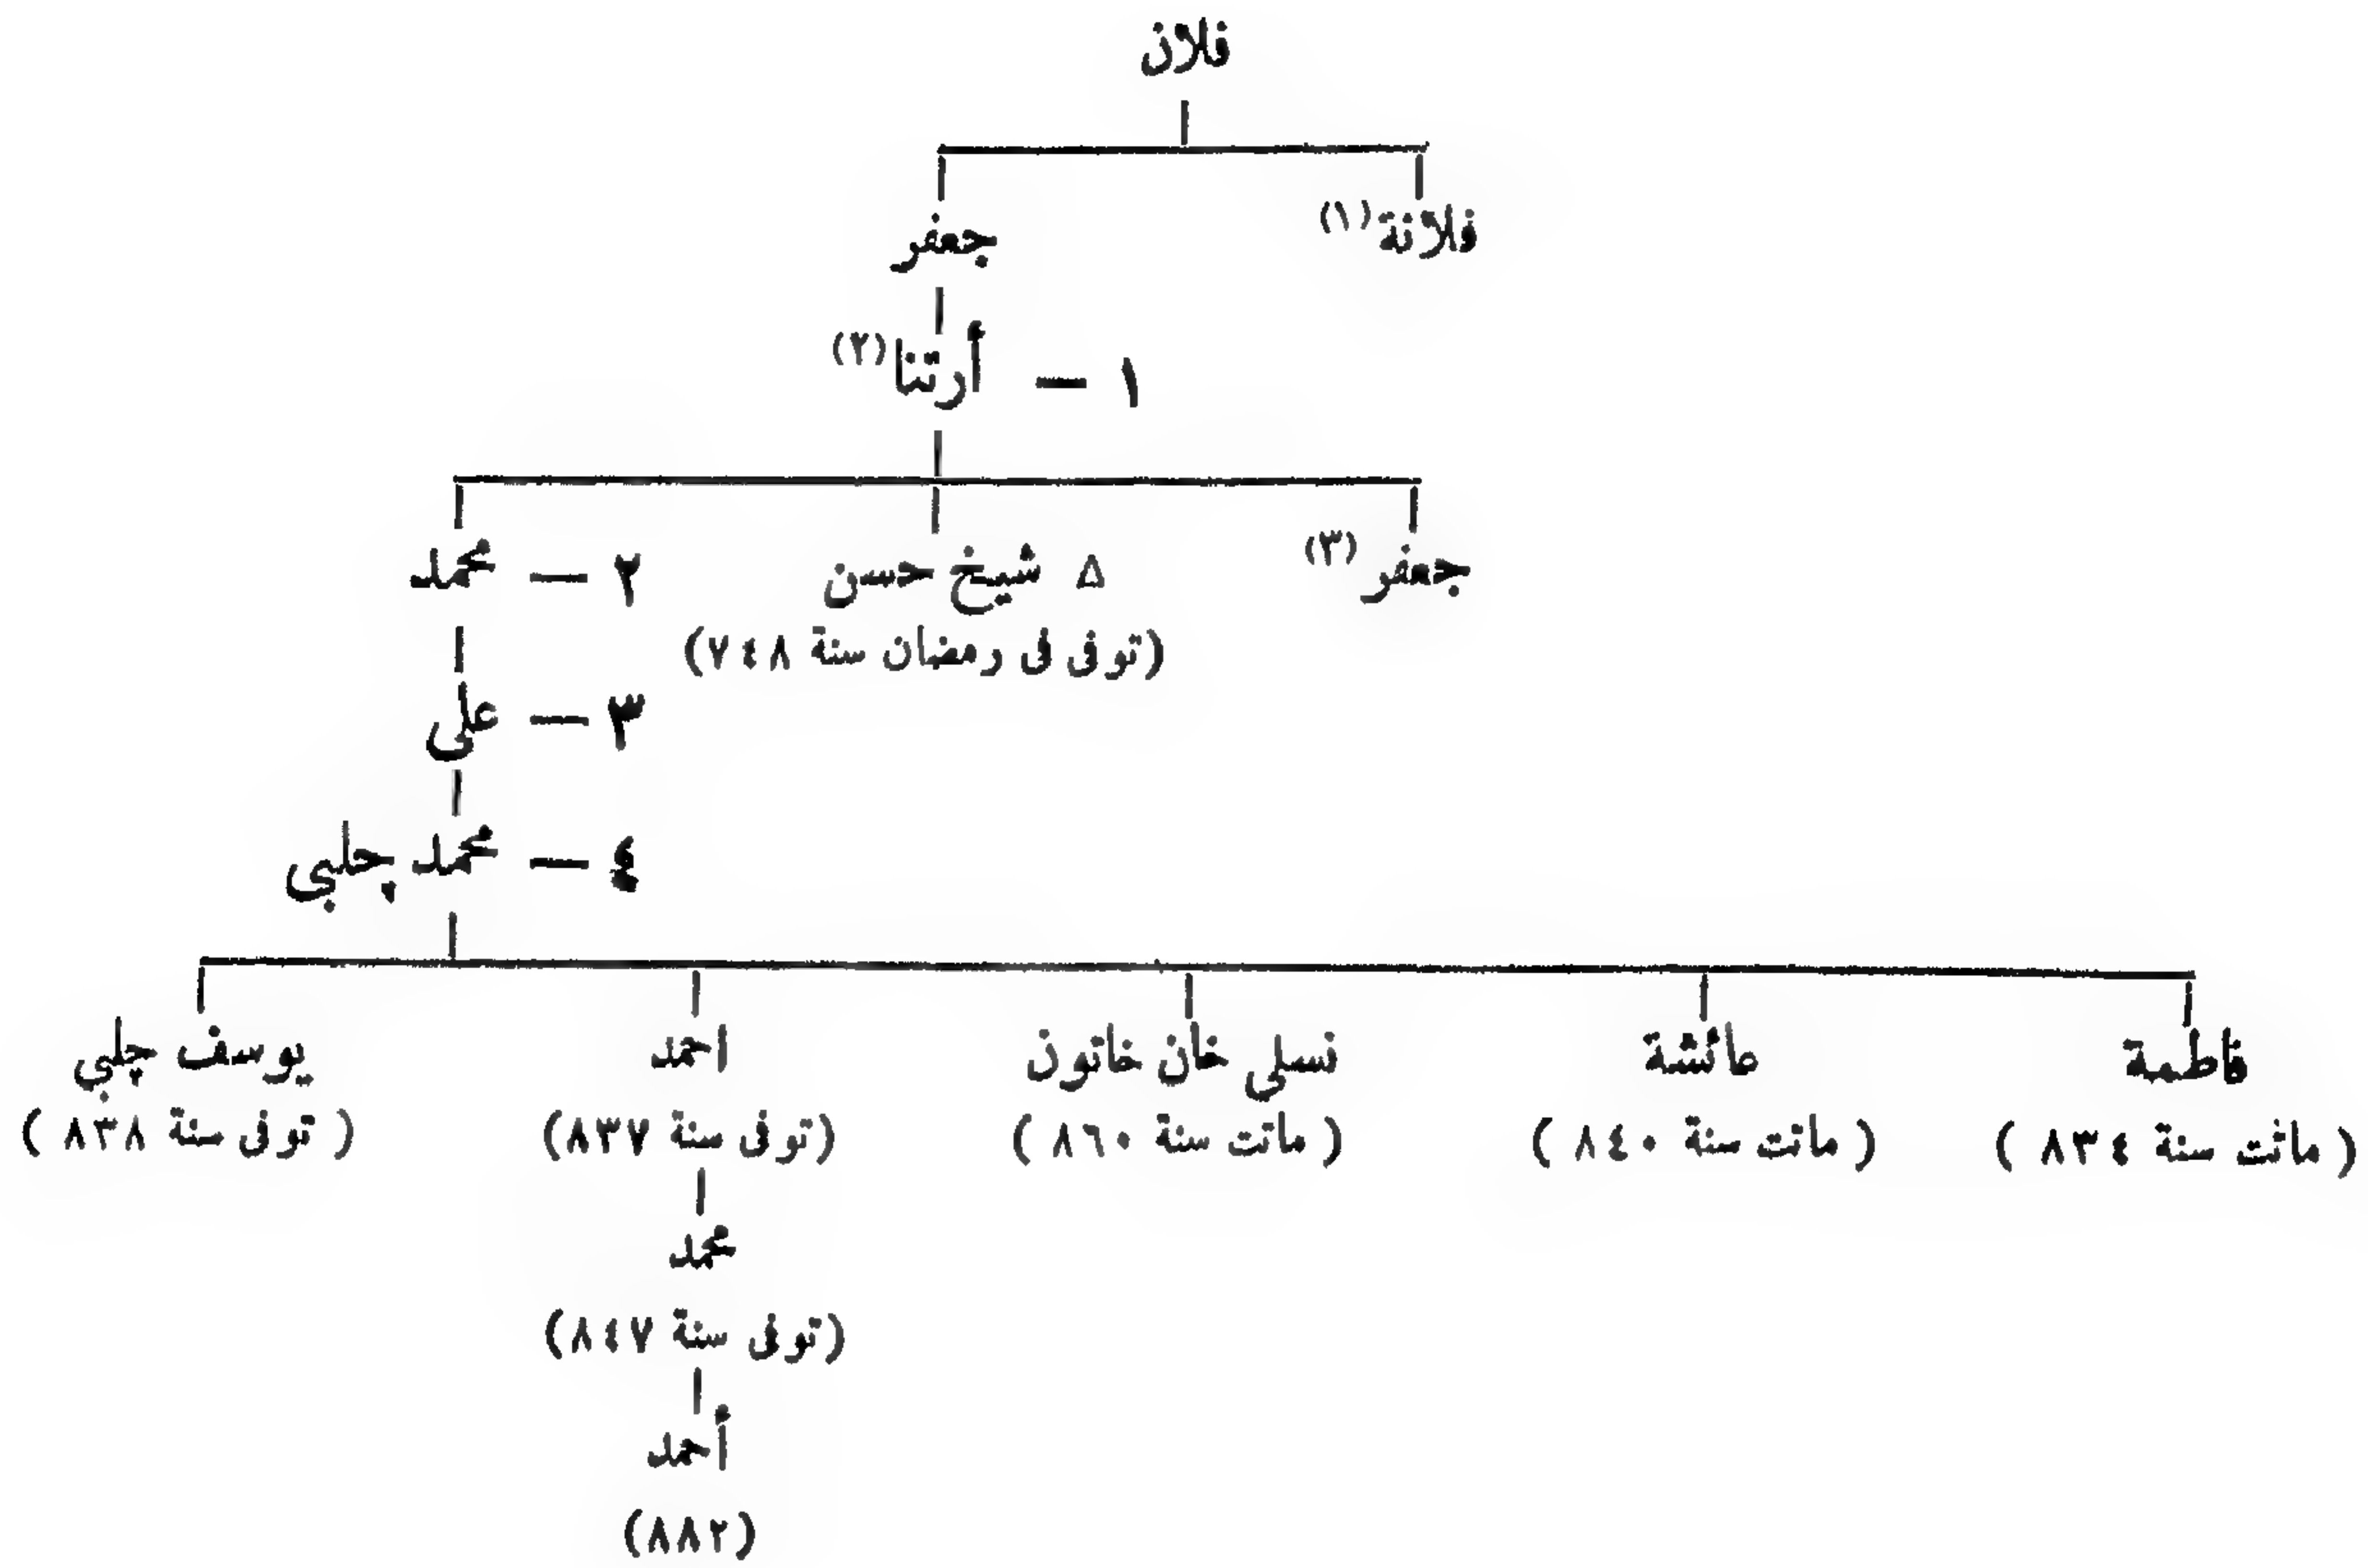 فلان
فلانة (١)
جعفر
١ — أرتنا (٢)
جعفر (٣)
۵ شيخ حسن
(توفى فى رمضان سنة ٧٤٨)
٢ — محمد
٣ — على
٤ — محمد چلبي
فاطمة
(ماتت سنة ٨٣٤)
عائشة
(ماتت سنة ٨٤٠)
نسلى خان خاتون
(ماتت سنة ٨٦٠)
احمد
(توفى سنة ٨٣٧)
يوسف چلبي
(توفى سنة ٨٣٨)
محمد
(توفى سنة ٨٤٧)
أحمد
(٨٨٢)